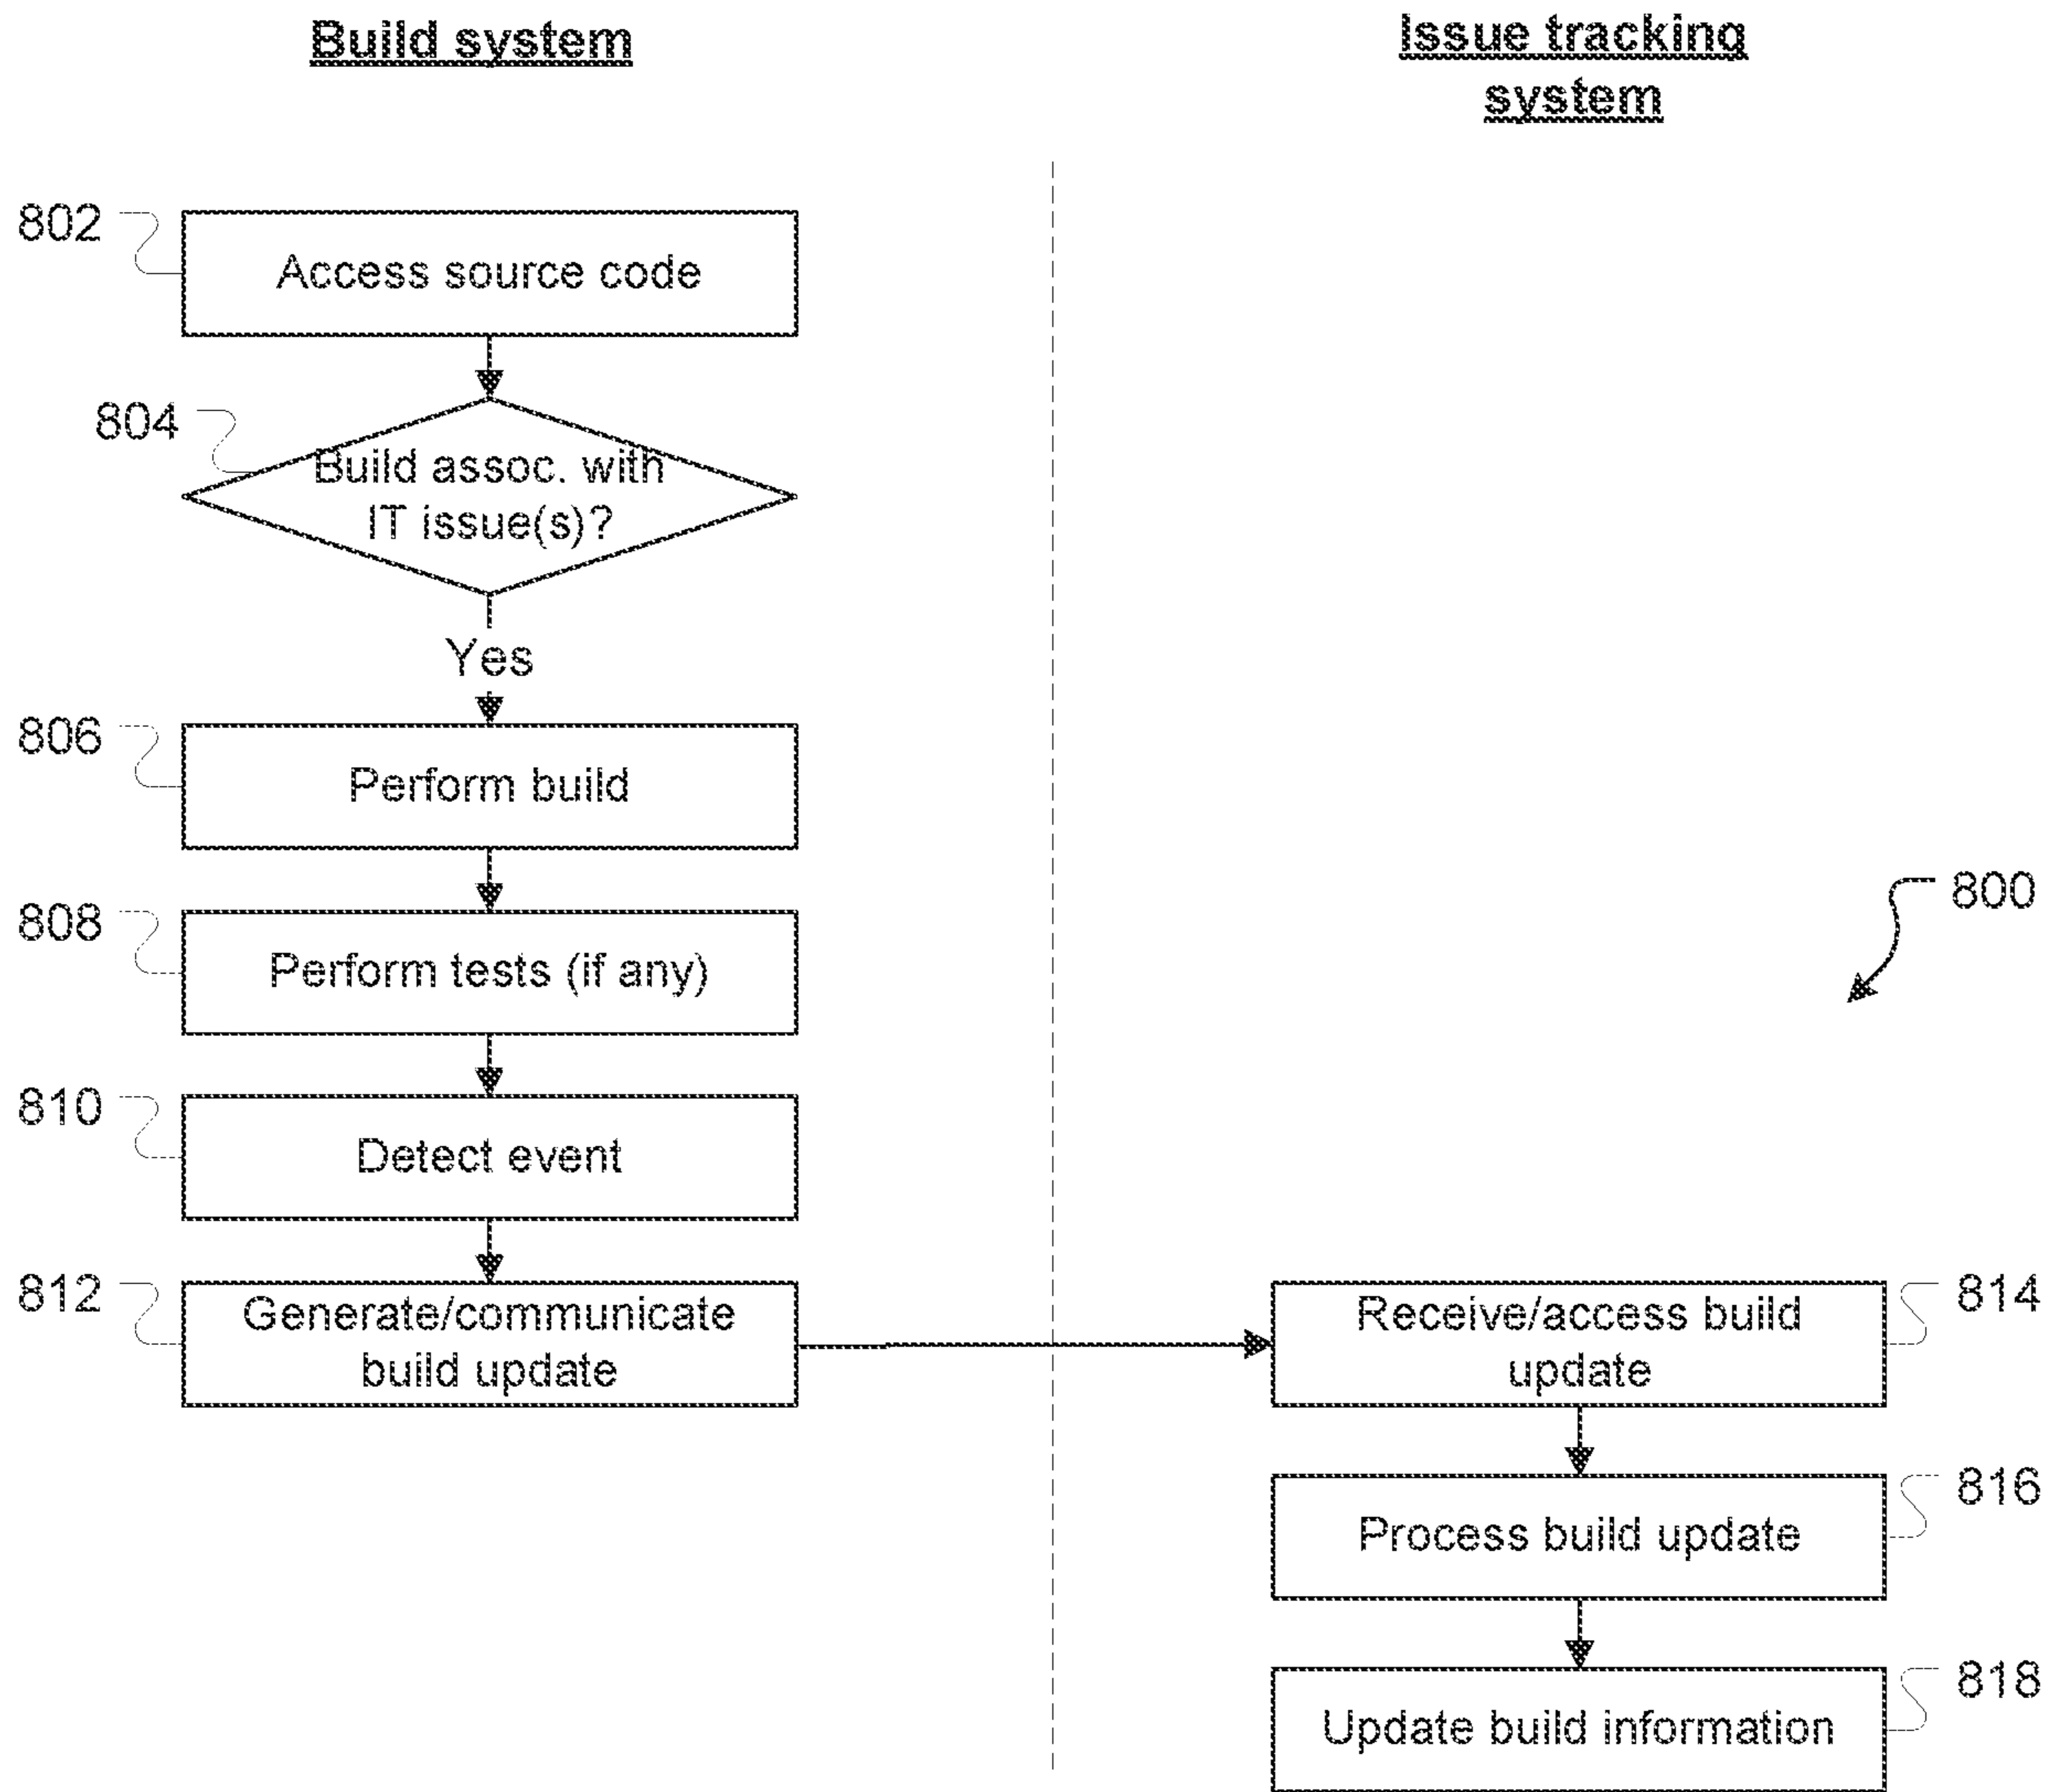 Build system
Issue tracking
system
802
Access source code
804
Build assoc. with
IT issue(s)?
Yes
806
Perform build
808
Perform tests (if any)
800
810
Detect event
812
Generate/communicate
build update
814
Receive/access build
update
816
Process build update
818
Update build information